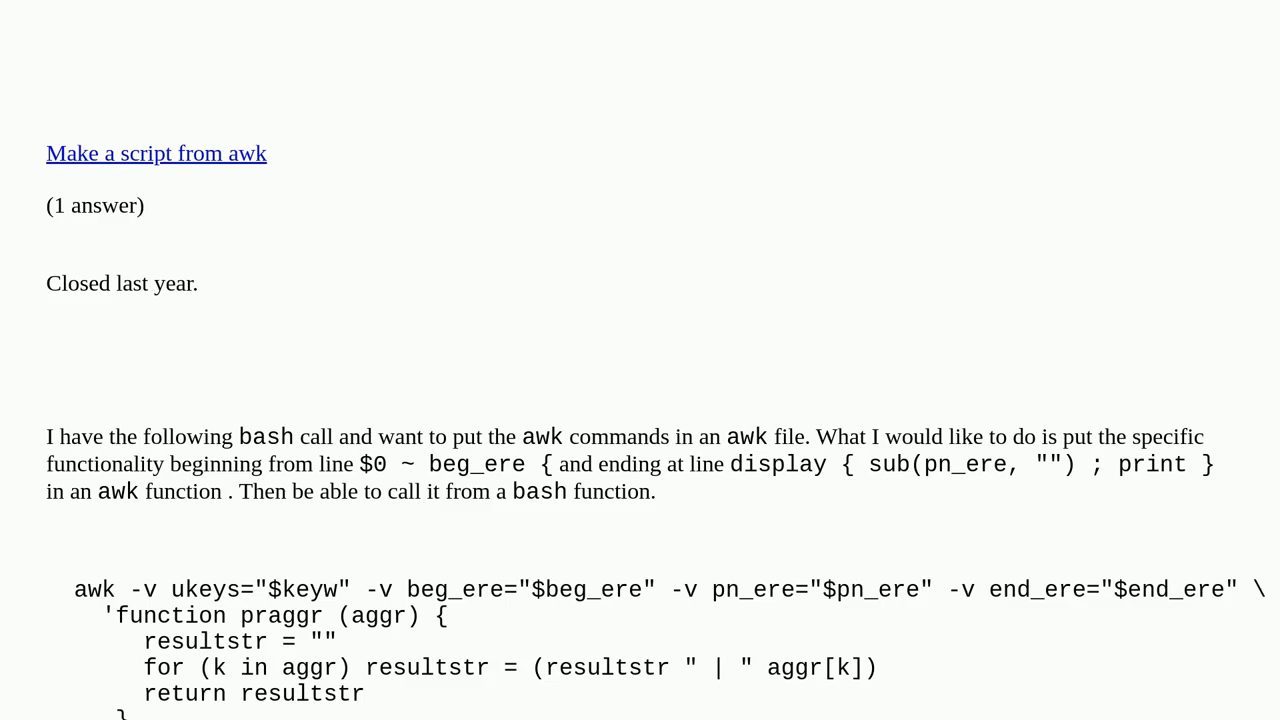 Make a script from awk
(1 answer)
Closed last year.
I have the following bash call and want to put the awk commands in an awk file. What I would like to do is put the specific
functionality beginning from line $0 ~ beg_ere { and ending at line display { sub(pn_ere, "") ; print }
in an awk function . Then be able to call it from a bash function.
awk -v ukeys="$keyw" -v beg_ere="$beg_ere" -v pn_ere="$pn_ere" -v end_ere="$end_ere" \
'function praggr (aggr) {
resultstr = ""
for (k in aggr) resultstr = (resultstr " | " aggr[k])
return resultstr
}